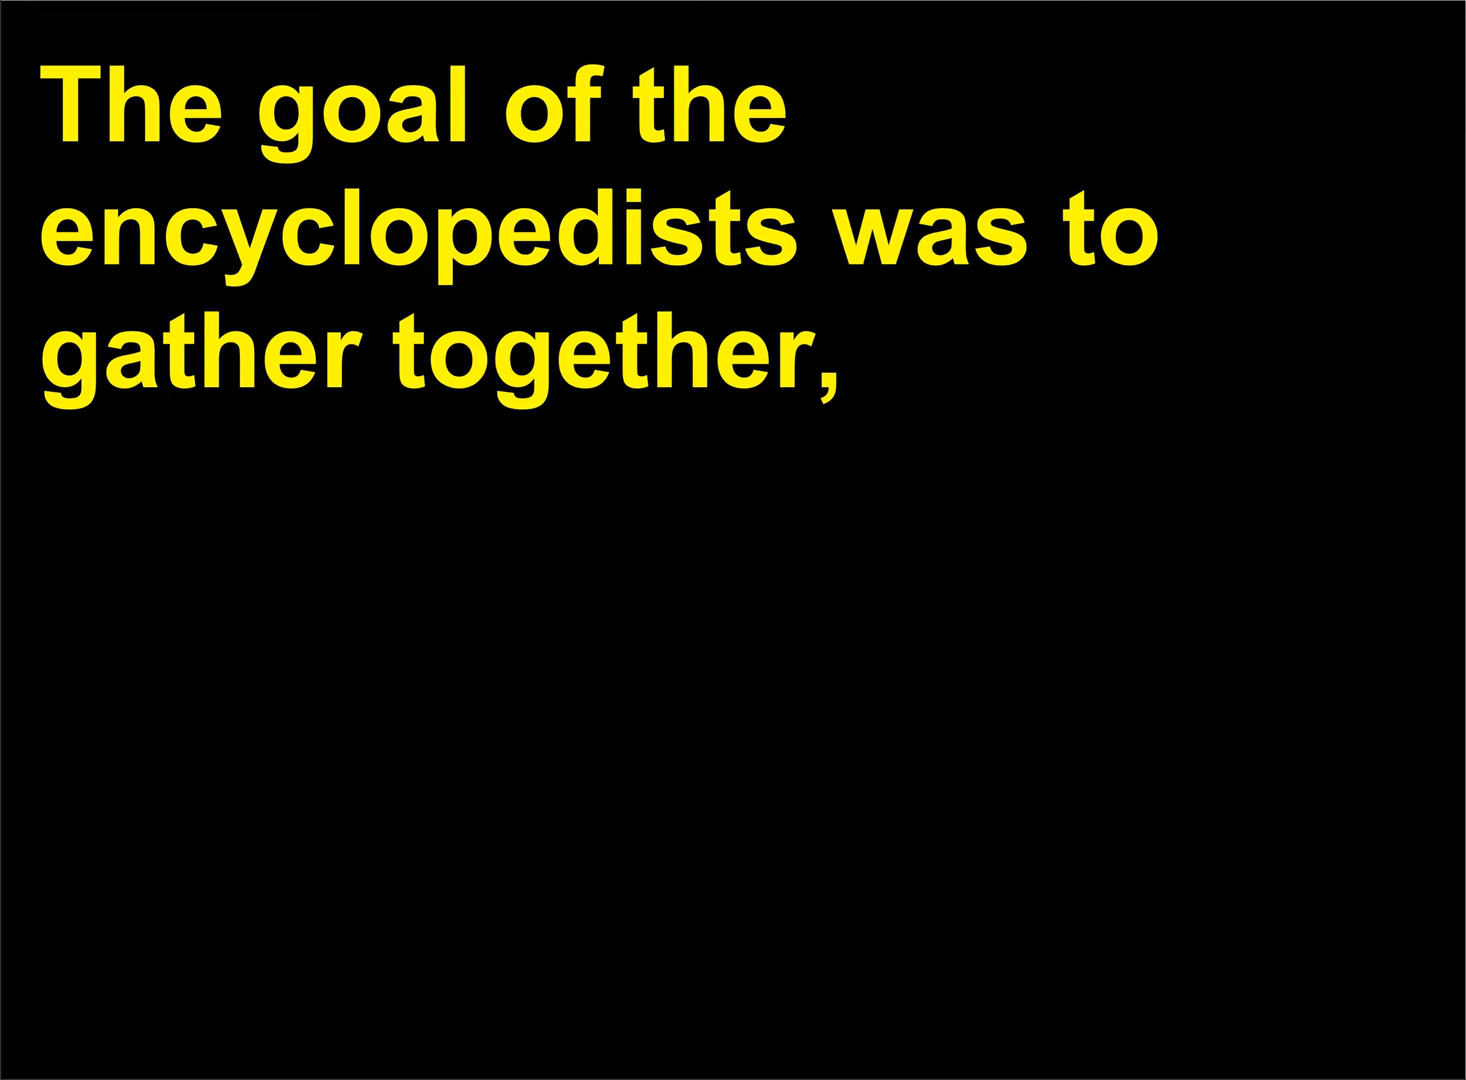 The goal of the
encyclopedists was to
gather together,